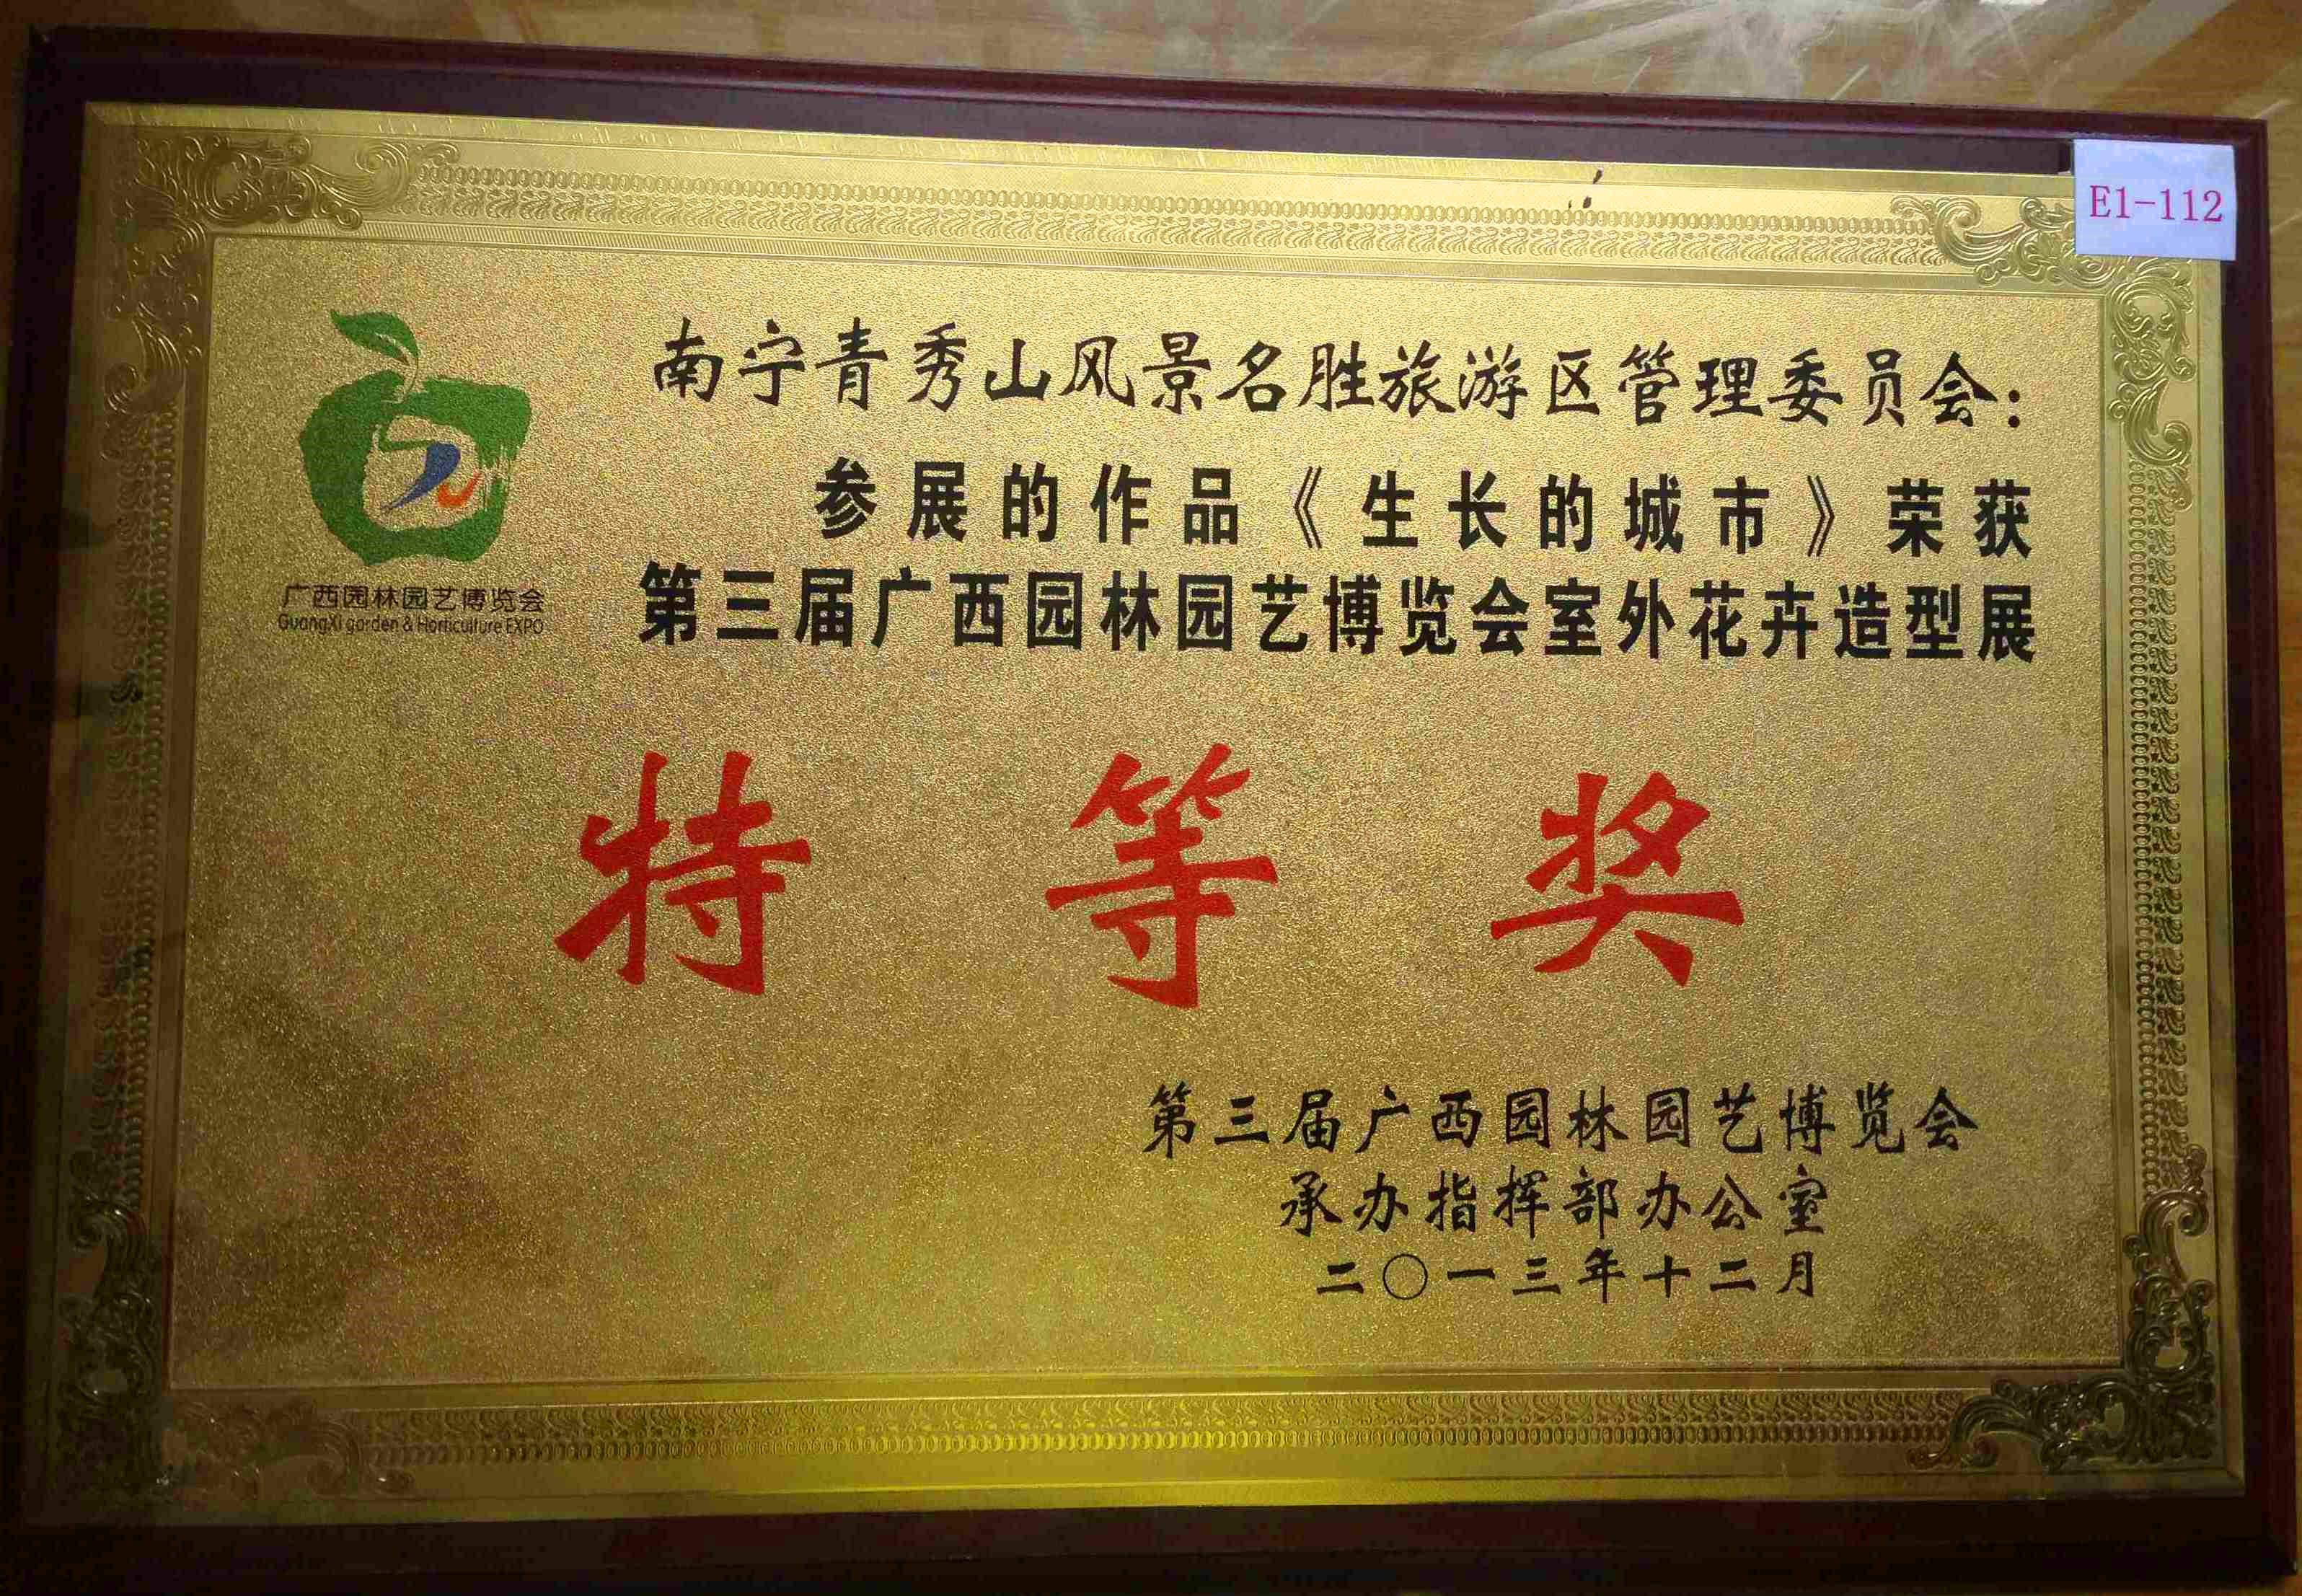 E1-112
南宁青秀山风景名胜旅游区管理委员会：
参展的作品《生长的城市》荣获
第三届广西园林园艺博览会室外花卉造型展
广西园林园艺博览会
GuangXi garden & Horticulture EXPO
特等奖
第三届广西园林园艺博览会
承办指挥部办公室
二〇一三年十二月